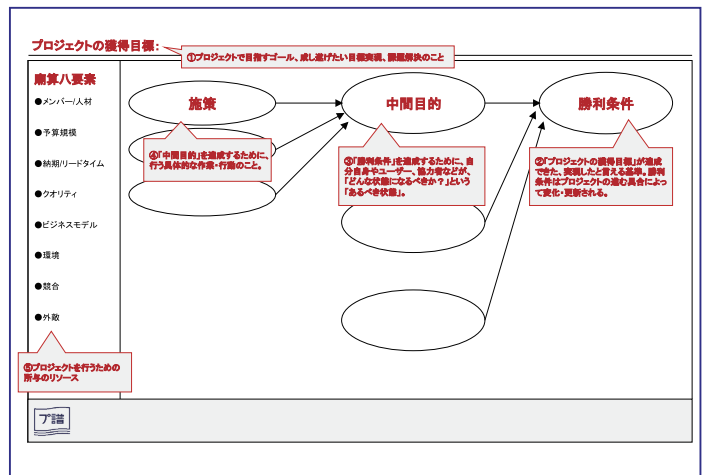 プロジェクトの獲得目標：
①プロジェクトで目指すゴール、成し遂げたい目標実現、課題解決のこと
廟算八要素
●メンバー/人材
●予算規模
●納期/リードタイム
●クオリティ
●ビジネスモデル
●環境
●競合
●外敵
⑤プロジェクトを行うための
所与のリソース
施策
④「中間目的」を達成するために、
行う具体的な作業・行動のこと。
中間目的
③「勝利条件」を達成するために、自
分自身やユーザー、協力者などが、
「どんな状態になるべきか？」という
「あるべき状態」。
勝利条件
②「プロジェクトの獲得目標」が達成
できた、実現したと言える基準。勝利
条件はプロジェクトの進む具合によっ
て変化・更新される。
プ譜